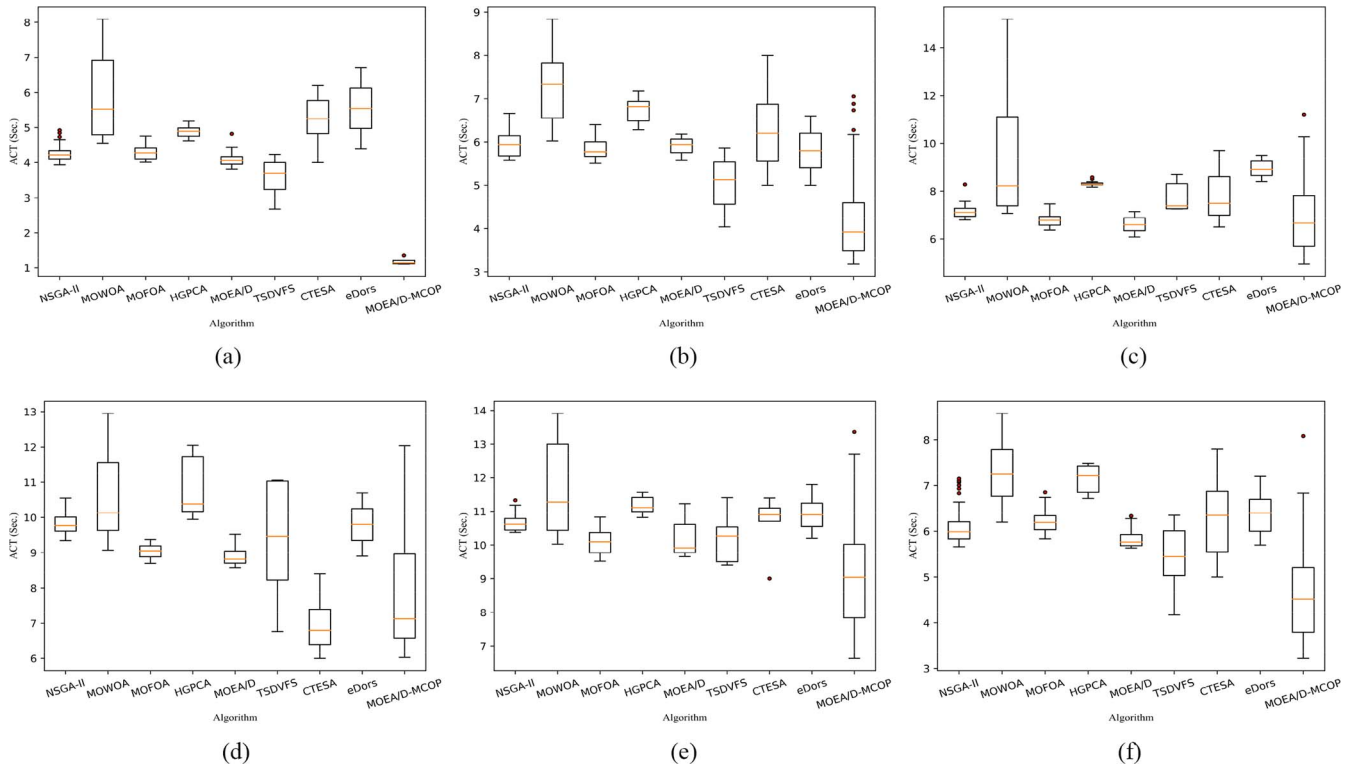 8
7
6
5
4
3
2
1
ACT (Sec.)
NSGA-II MOWOA MOFOA HGPCA MOEA/D TSDVFS CTESA eDors MOEA/D-MCOP
Algorithm
(a)
9
8
7
6
5
4
3
ACT (Sec.)
NSGA-II MOWOA MOFOA HGPCA MOEA/D TSDVFS CTESA eDors MOEA/D-MCOP
Algorithm
(b)
14
12
10
8
6
ACT (Sec.)
NSGA-II MOWOA MOFOA HGPCA MOEA/D TSDVFS CTESA eDors MOEA/D-MCOP
Algorithm
(c)
13
12
11
10
9
8
7
6
ACT (Sec.)
NSGA-II MOWOA MOFOA HGPCA MOEA/D TSDVFS CTESA eDors MOEA/D-MCOP
Algorithm
(d)
14
13
12
11
10
9
8
7
ACT (Sec.)
NSGA-II MOWOA MOFOA HGPCA MOEA/D TSDVFS CTESA eDors MOEA/D-MCOP
Algorithm
(e)
8
7
6
5
4
3
ACT (Sec.)
NSGA-II MOWOA MOFOA HGPCA MOEA/D TSDVFS CTESA eDors MOEA/D-MCOP
Algorithm
(f)